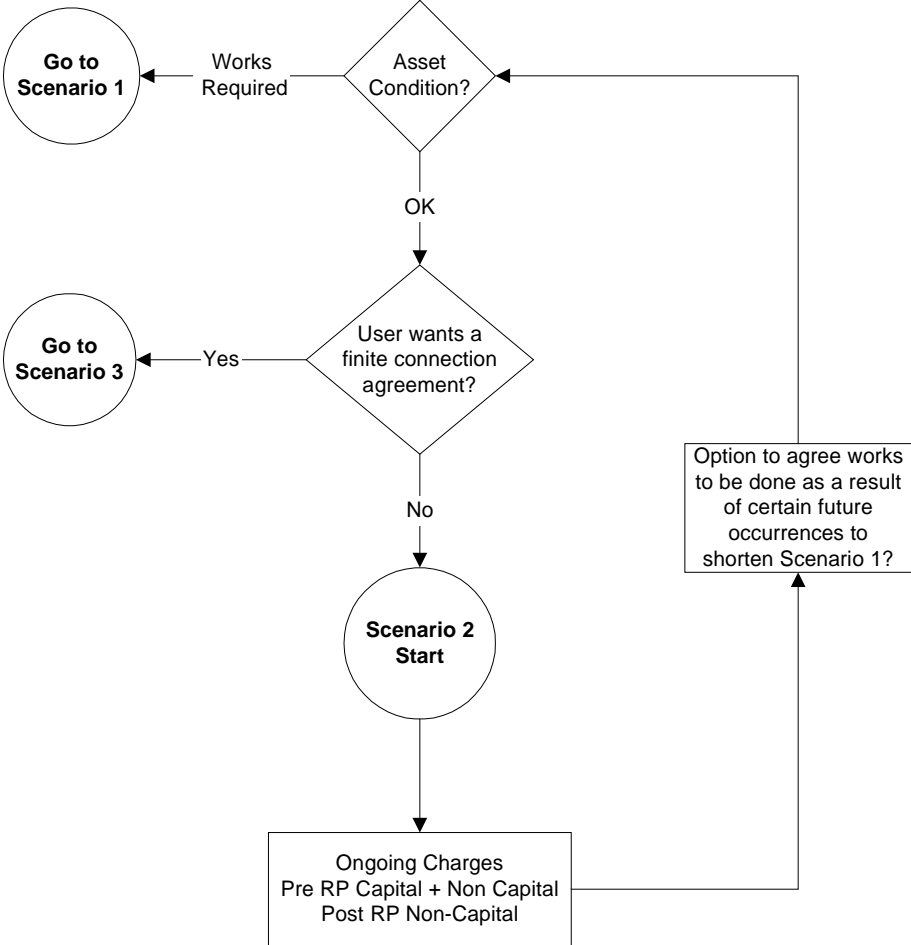 Go to
Scenario 1
Works
Required
Asset
Condition?
OK
User wants a
finite connection
agreement?
Go to
Scenario 3
Yes
No
Option to agree works
to be done as a result
of certain future
occurrences to
shorten Scenario 1?
Scenario 2
Start
Ongoing Charges
Pre RP Capital + Non Capital
Post RP Non-Capital